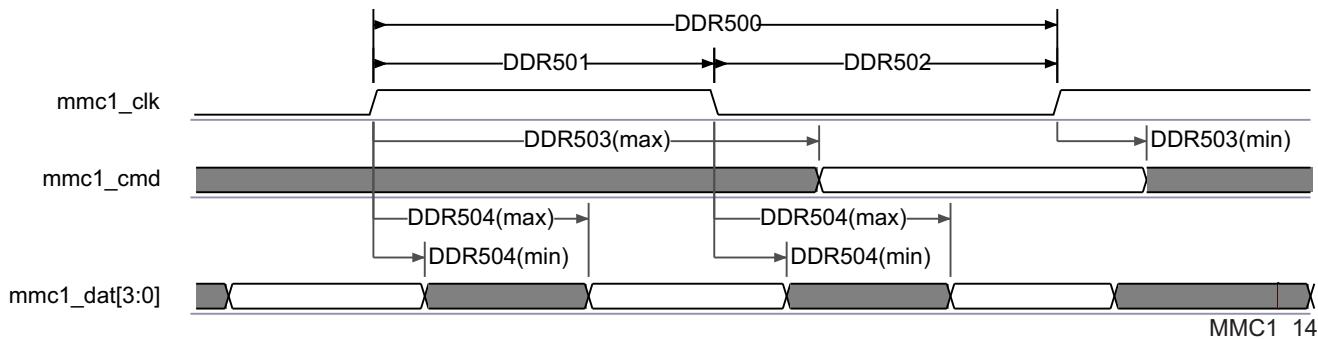 DDR500
DDR501 DDR502
mmc1_clk
DDR503(max) DDR503(min)
mmc1_cmd
DDR504(max) DDR504(max)
DDR504(min) DDR504(min)
mmc1_dat[3:0]
MMC1_14